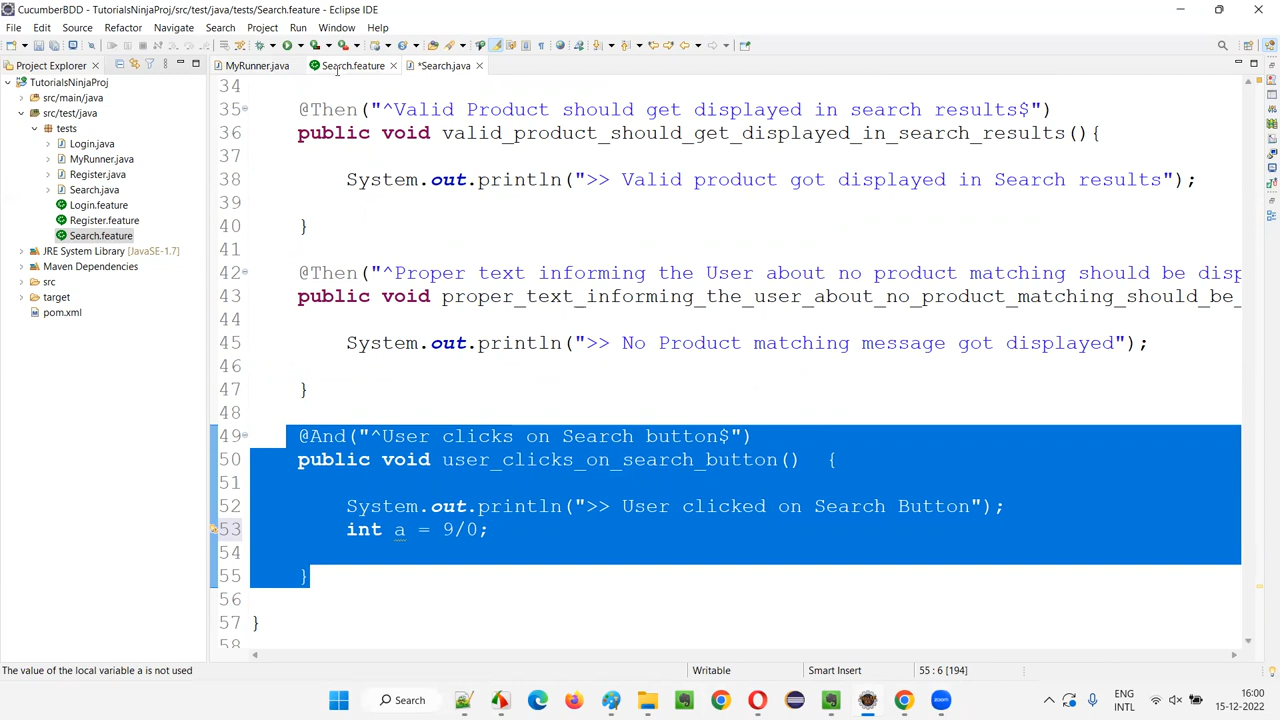 CucumberBDD - TutorialsNinjaProj/src/test/java/tests/Search.feature - Eclipse IDE
File Edit Source Refactor Navigate Search Project Run Window Help
Project Explorer
MyRunner.java
Search.feature
*Search.java
TutorialsNinjaProj
src/main/java
src/test/java
tests
Login.java
MyRunner.java
Register.java
Search.java
Login.feature
Register.feature
Search.feature
JRE System Library [JavaSE-1.7]
Maven Dependencies
src
target
pom.xml
34
35 @Then("^Valid Product should get displayed in search results$")
36 public void valid_product_should_get_displayed_in_search_results(){
37
38 System.out.println(">> Valid product got displayed in Search results");
39
40 }
41
42 @Then("^Proper text informing the User about no product matching should be disp
43 public void proper_text_informing_the_user_about_no_product_matching_should_be_
44
45 System.out.println(">> No Product matching message got displayed");
46
47 }
48
49 @And("^User clicks on Search button$")
50 public void user_clicks_on_search_button() {
51
52 System.out.println(">> User clicked on Search Button");
53 int a = 9/0;
54
55 }
56
57 }
58
The value of the local variable a is not used
Writable
Smart Insert
55 : 6 [194]
Search
zoom
ENG
INTL
16:00
15-12-2022